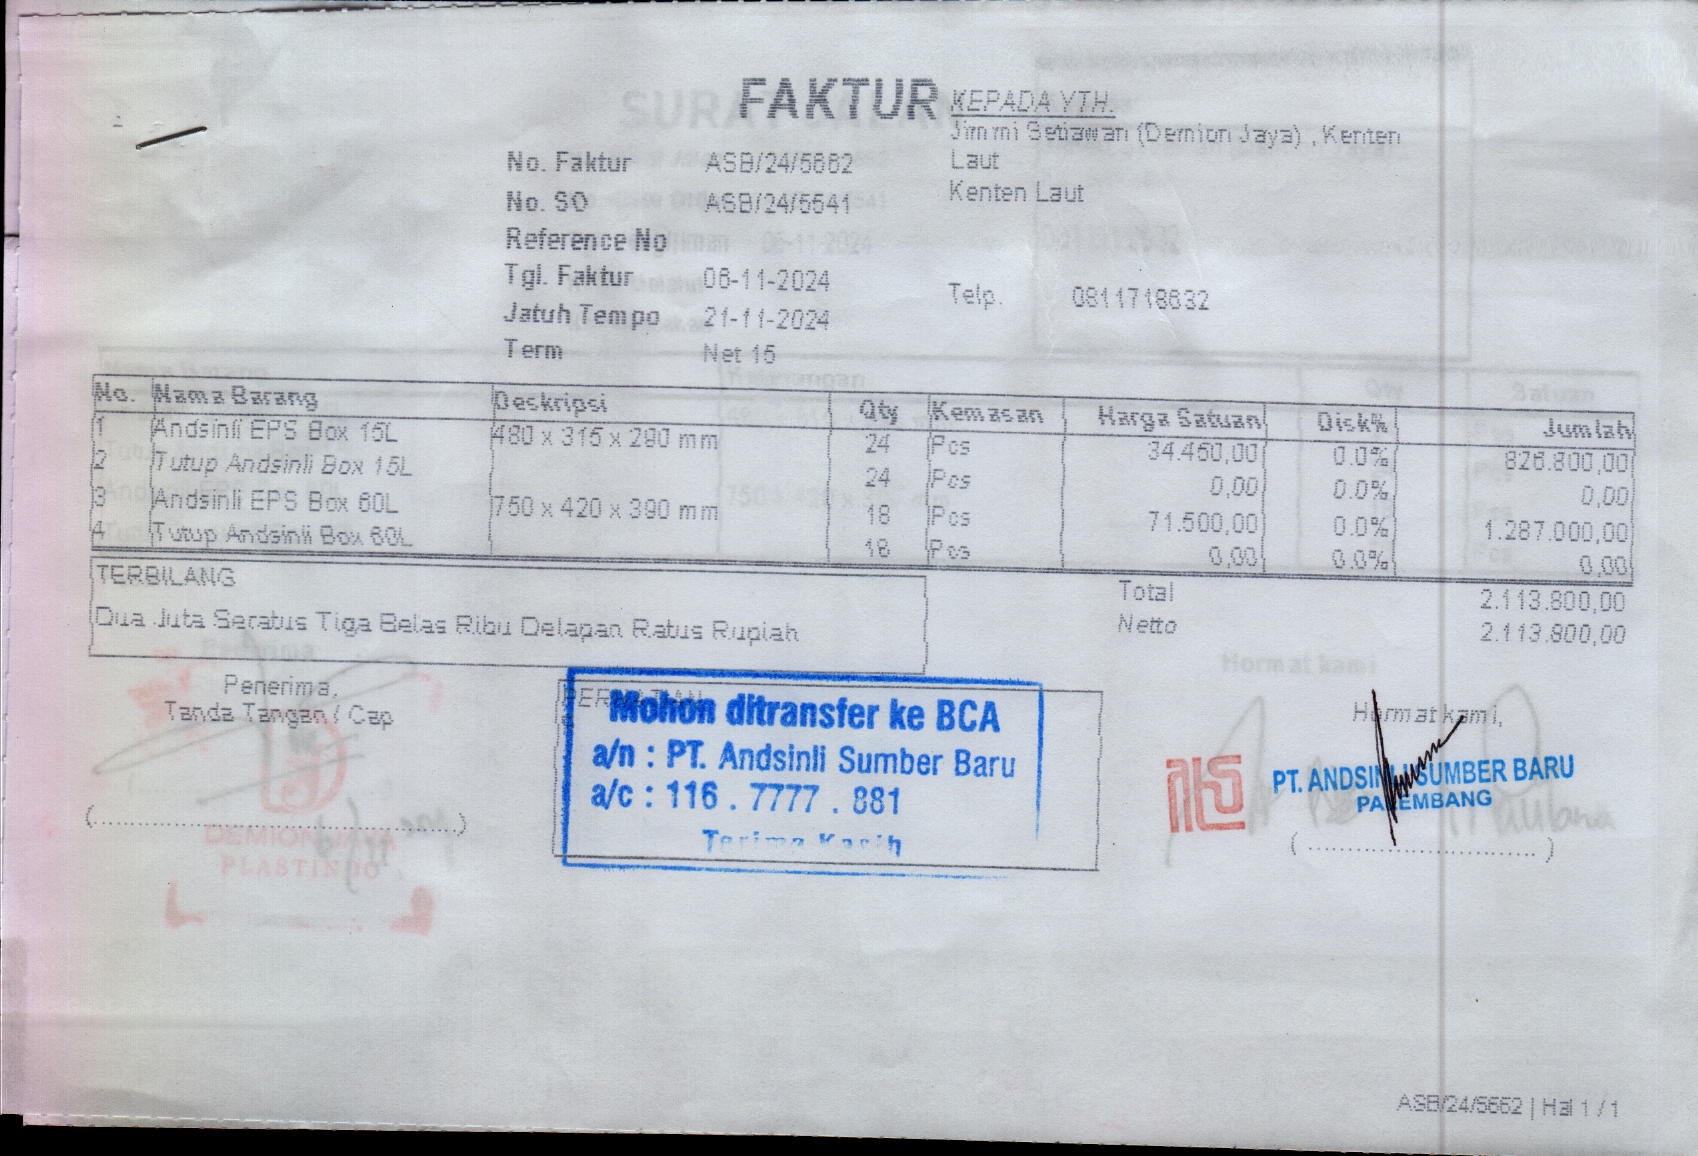 FAKTUR
No. Faktur ASB/24/5662
No. SO ASB/24/5541
Reference No
Tgl. Faktur 06-11-2024
Jatuh Tempo 21-11-2024
Term Net 15
KEPADA YTH.
Jimmi Setiawan (Demion Jaya) , Kenten
Laut
Kenten Laut
Telp. 0811718632
No. Nama Barang Deskripsi Qty Kemasan Harga Satuan Disk% Jumlah
1 Andsinli EPS Box 15L 480 x 315 x 290 mm 24 Pcs 34.450,00 0.0% 826.800,00
2 Tutup Andsinli Box 15L 24 Pcs 0,00 0.0% 0,00
3 Andsinli EPS Box 60L 750 x 420 x 390 mm 18 Pcs 71.500,00 0.0% 1.287.000,00
4 Tutup Andsinli Box 60L 18 Pcs 0,00 0.0% 0,00
TERBILANG
Dua Juta Seratus Tiga Belas Ribu Delapan Ratus Rupiah
Total 2.113.800,00
Netto 2.113.800,00
Penerima,
Tanda Tangan / Cap
DEMION JAYA
PLASTINDO
Mohon ditransfer ke BCA
a/n : PT. Andsinli Sumber Baru
a/c : 116 . 7777 . 881
Terima Kasih
Hormat kami,
PT. ANDSINLI SUMBER BARU
PALEMBANG
ASB/24/5662 | Hal 1 / 1